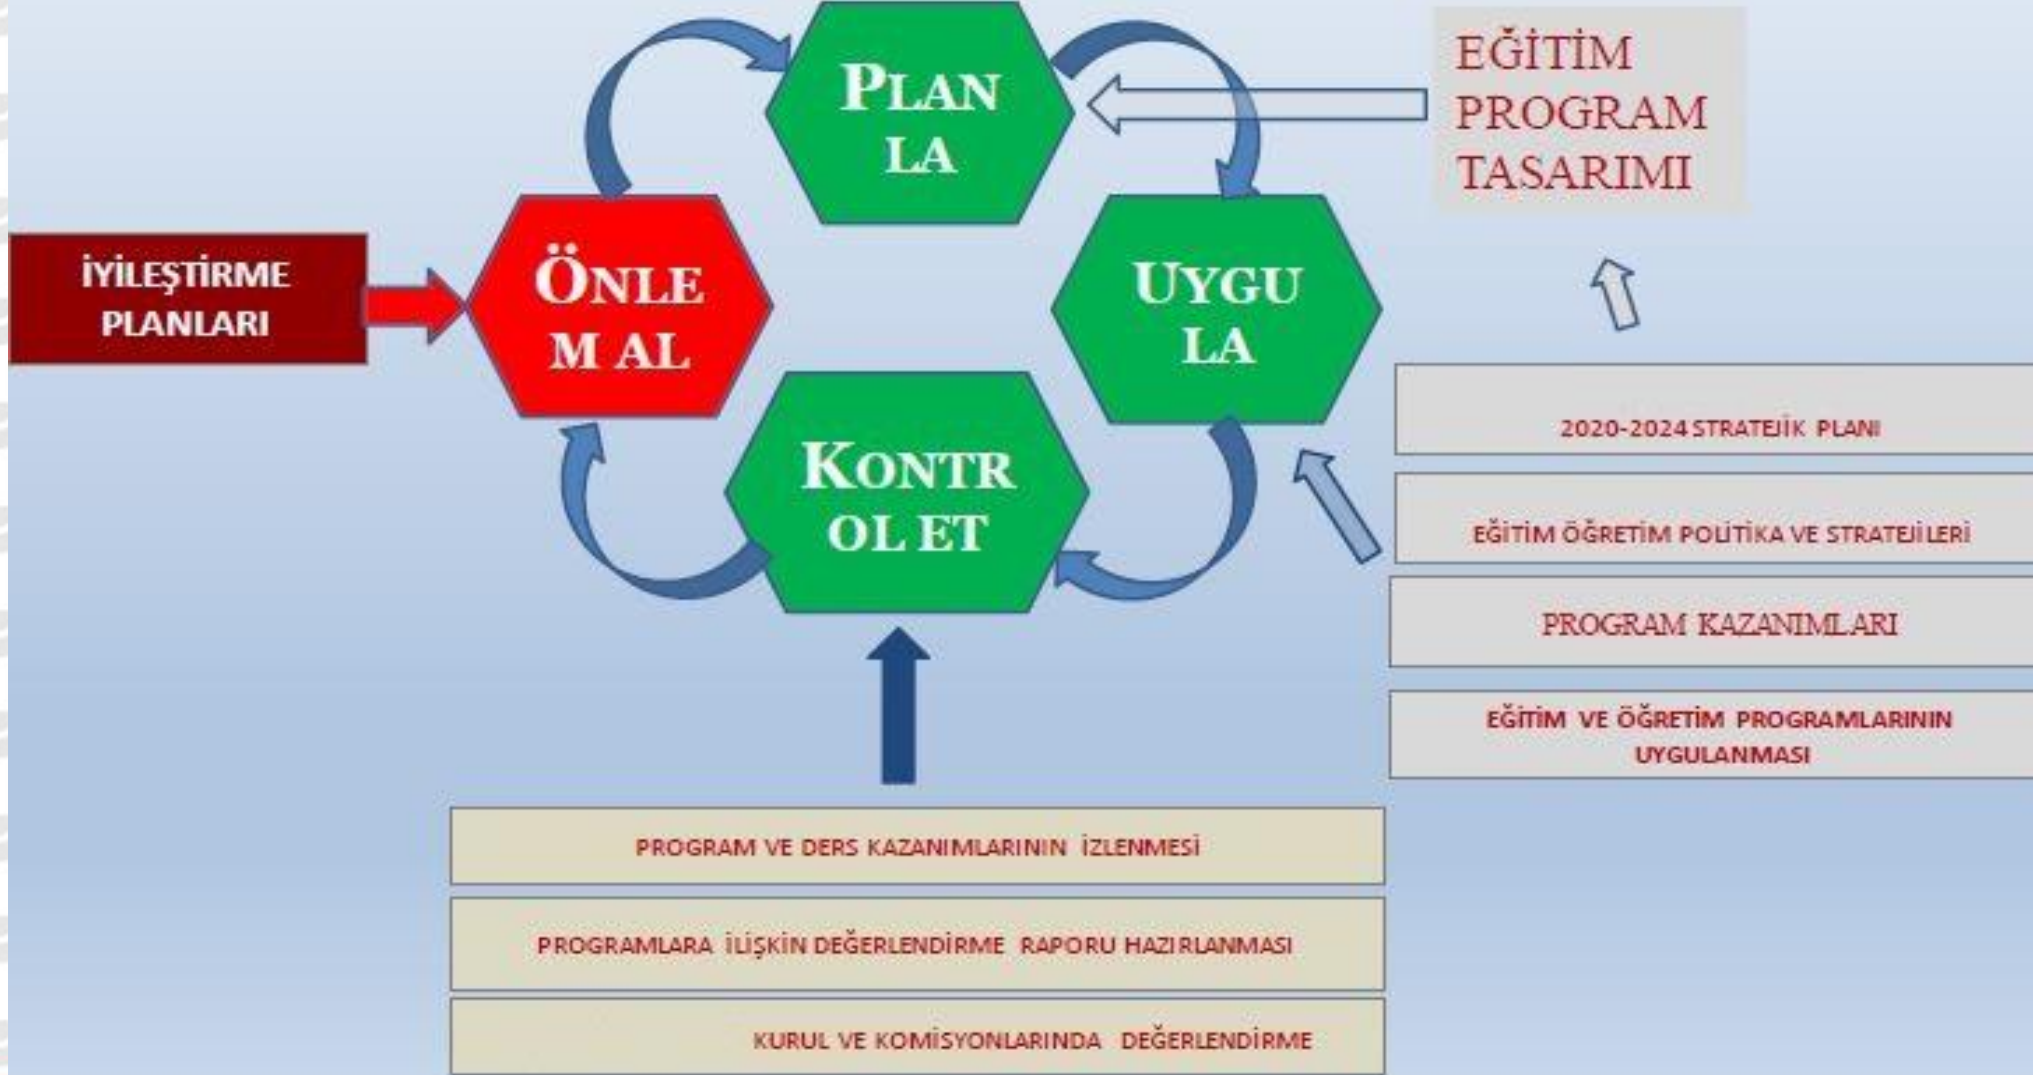 PLAN
LA
EĞİTİM
PROGRAM
TASARIMI
İYİLEŞTİRME
PLANLARI
ÖNLE
M AL
UYGU
LA
KONTR
OL ET
2020-2024 STRATEJİK PLANI
EĞİTİM ÖĞRETİM POLİTİKA VE STRATEJİLERİ
PROGRAM KAZANIMLARI
EĞİTİM VE ÖĞRETİM PROGRAMLARININ
UYGULANMASI
PROGRAM VE DERS KAZANIMLARININ İZLENMESİ
PROGRAMLARA İLİŞKİN DEĞERLENDİRME RAPORU HAZIRLANMASI
KURUL VE KOMİSYONLARINDA DEĞERLENDİRME